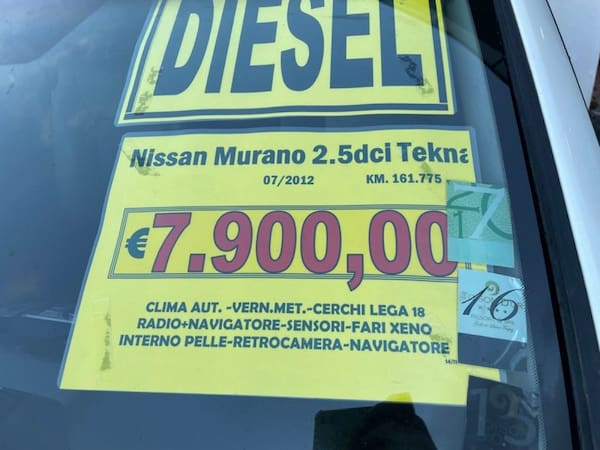 DIESEL
Nissan Murano 2.5dci Tekna
07/2012 KM. 161.775
€7.900,00
CLIMA AUT. -VERN.MET.-CERCHI LEGA 18
RADIO+NAVIGATORE-SENSORI-FARI XENO
INTERNO PELLE-RETROCAMERA-NAVIGATORE
16